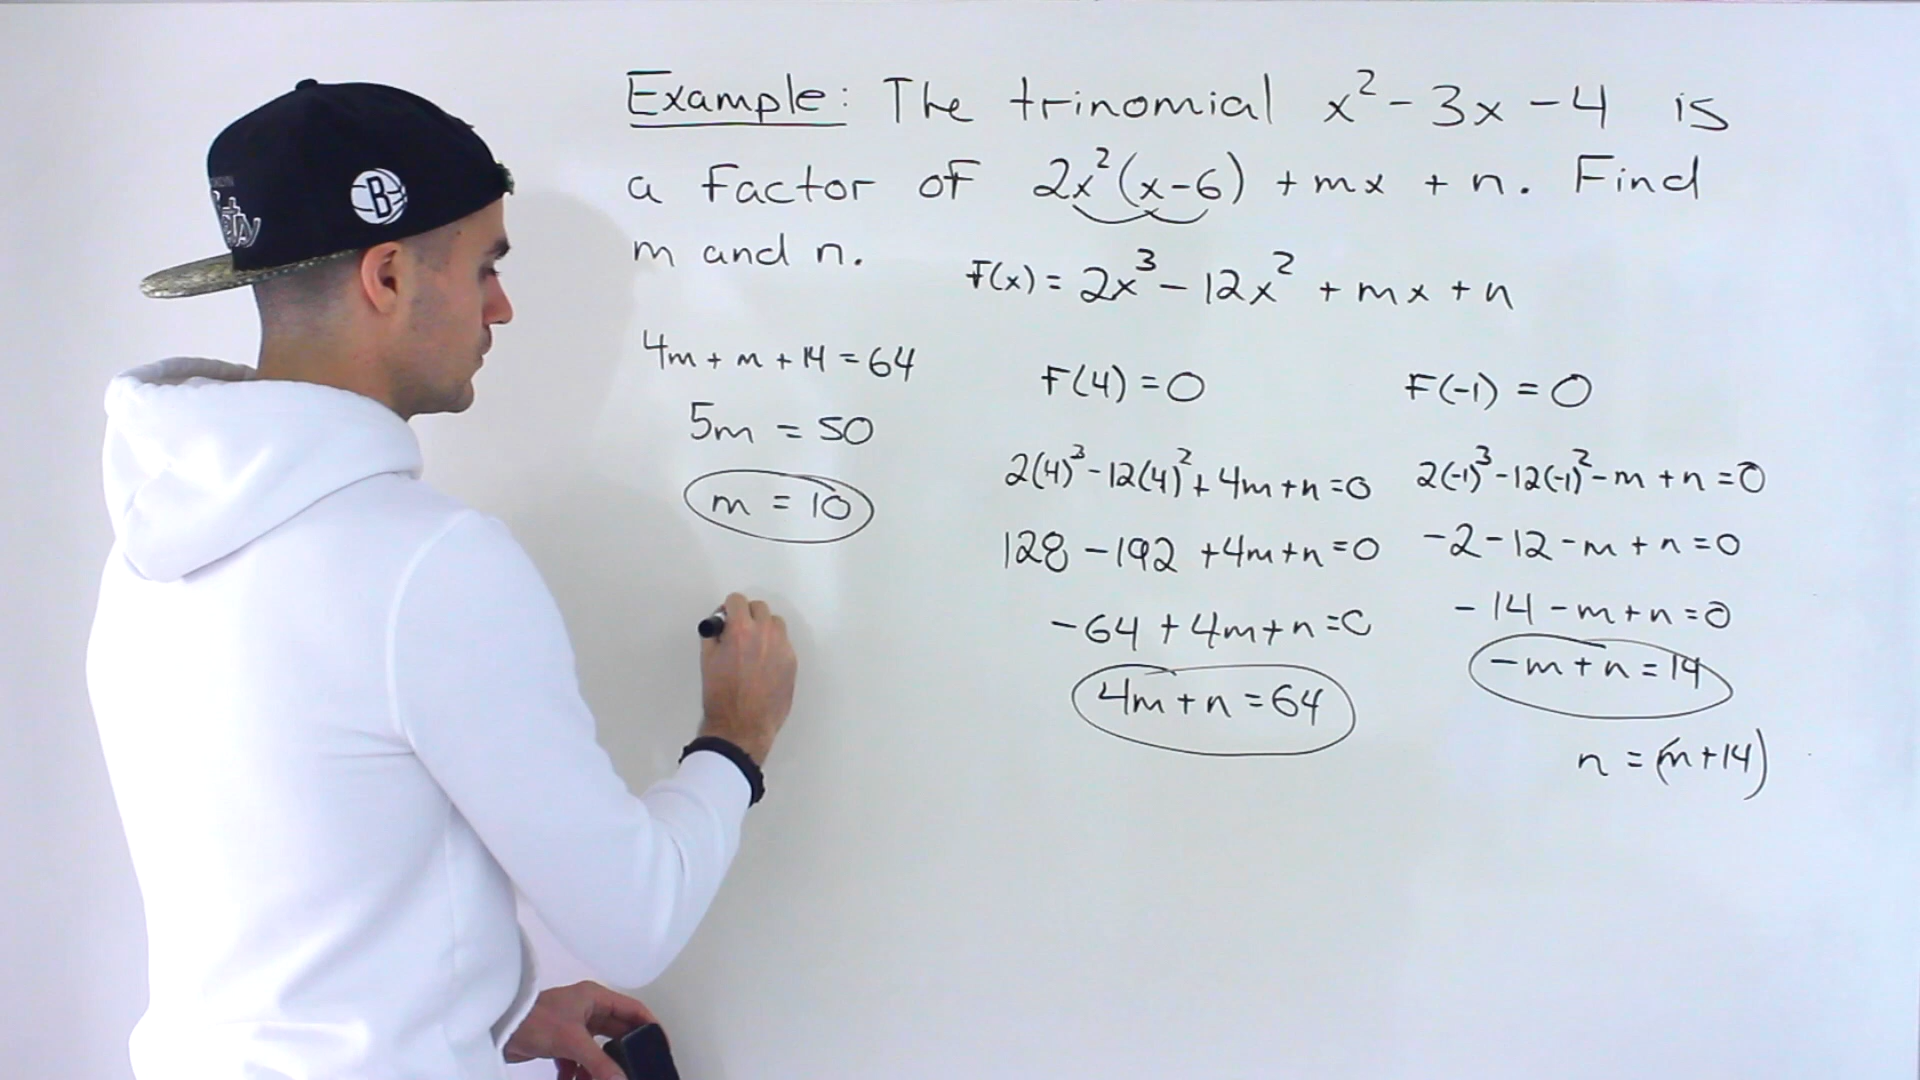 Example: The trinomial x² - 3x - 4 is
a factor of 2x²(x-6) + mx + n. Find
m and n.
F(x) = 2x³ - 12x² + mx + n
4m + m + 14 = 64
5m = 50
m = 10
F(4) = 0
2(4)³ - 12(4)² + 4m + n = 0
128 - 192 + 4m + n = 0
-64 + 4m + n = 0
4m + n = 64
F(-1) = 0
2(-1)³ - 12(-1)² - m + n = 0
-2 - 12 - m + n = 0
-14 - m + n = 0
-m + n = 14
n = (m + 14)
B